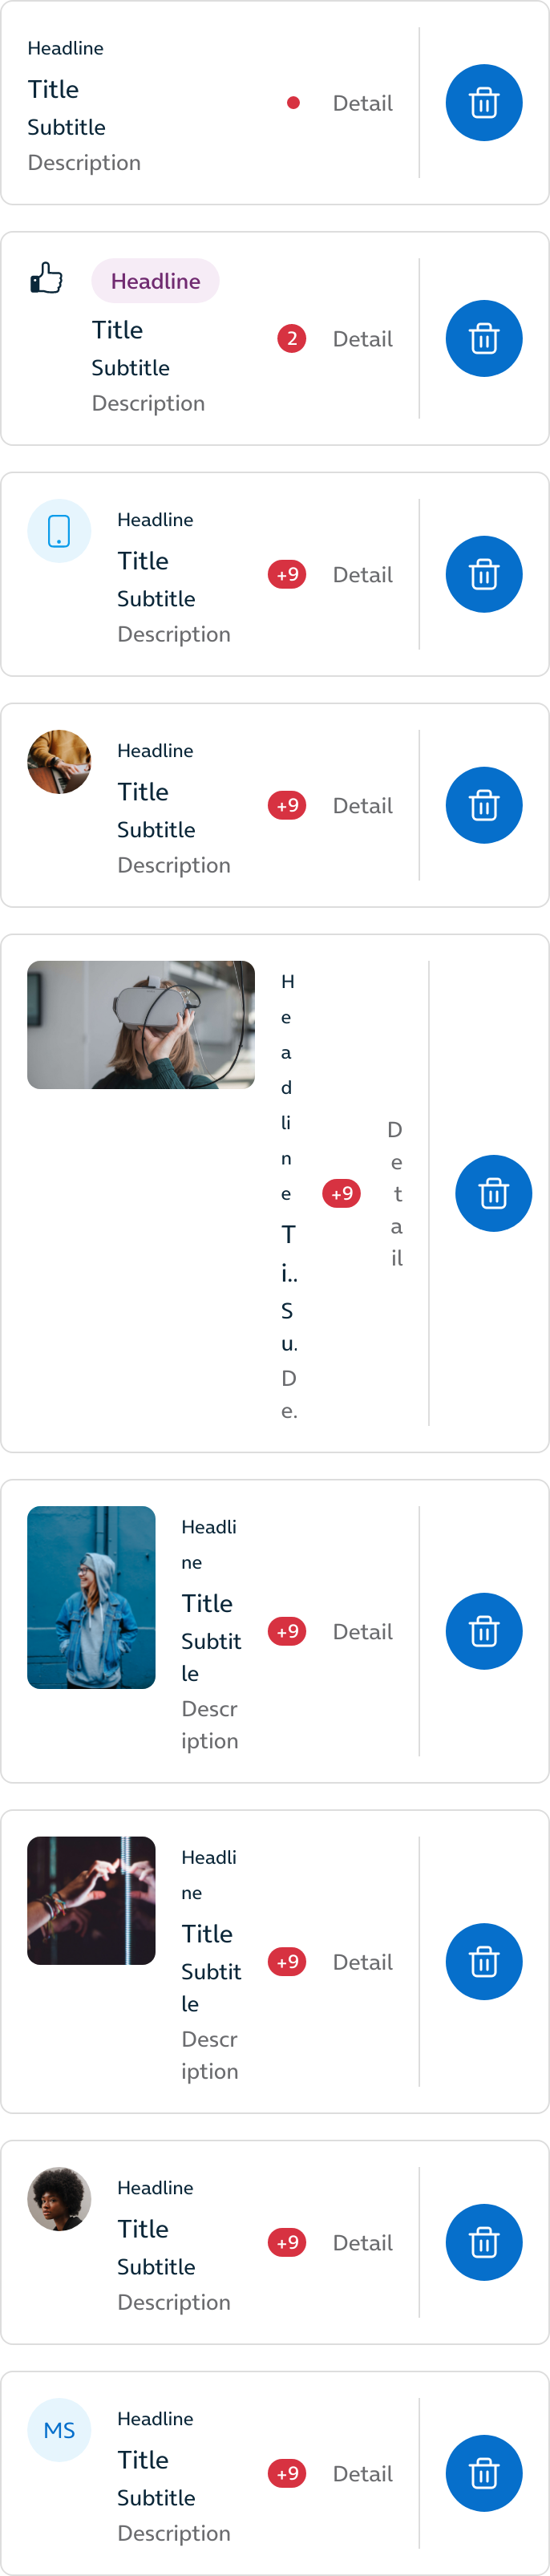 Headline
Title
Subtitle
Description
Detail
Headline
Title
Subtitle
Description
2
Detail
Headline
Title
Subtitle
Description
+9
Detail
Headline
Title
Subtitle
Description
+9
Detail
H
e
a
d
li
n
e
T
i..
S
u.
D
e.
+9
D
e
t
a
il
Headli
ne
Title
Subtit
le
Descr
iption
+9
Detail
Headli
ne
Title
Subtit
le
Descr
iption
+9
Detail
Headline
Title
Subtitle
Description
+9
Detail
MS
Headline
Title
Subtitle
Description
+9
Detail